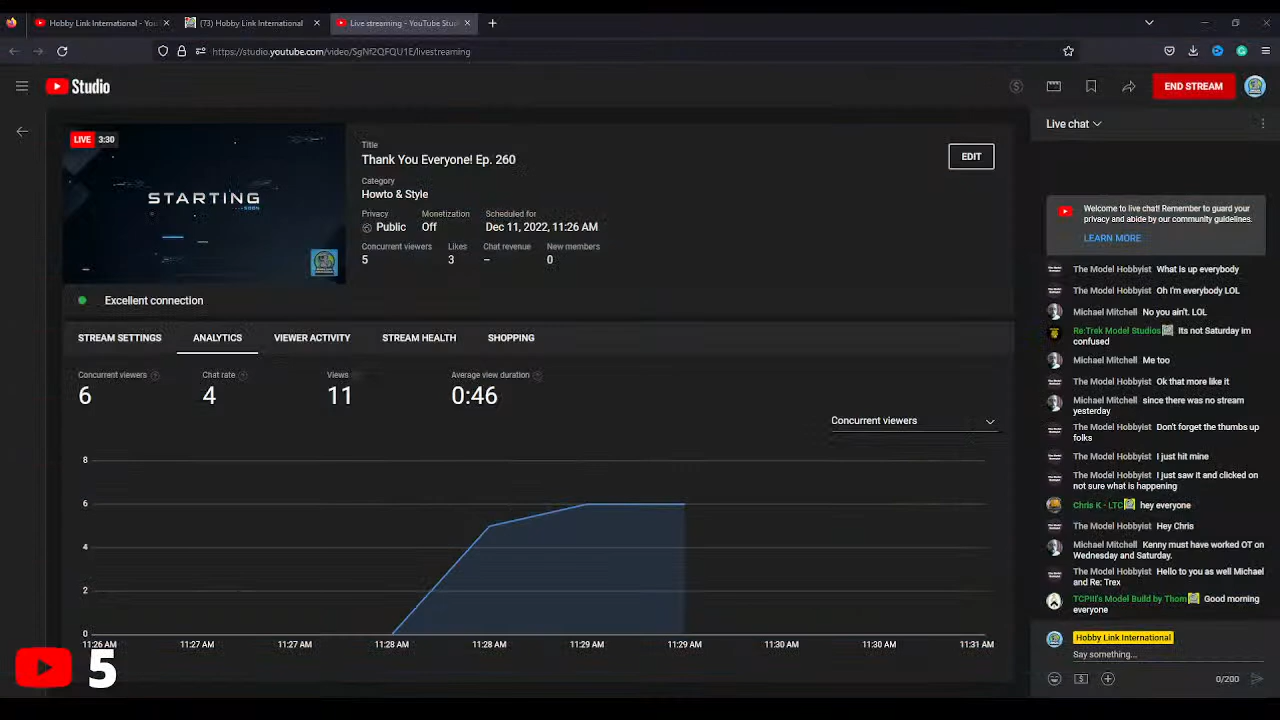 Hobby Link International - You
(73) Hobby Link International
Live streaming - YouTube Studi
https://studio.youtube.com/video/SgNf2QFQU1E/livestreaming
Studio
END STREAM
LIVE 3:30
STARTING
...SOON
Title
Thank You Everyone! Ep. 260
EDIT
Category
Howto & Style
Privacy Monetization Scheduled for
Public Off Dec 11, 2022, 11:26 AM
Concurrent viewers Likes Chat revenue New members
5 3 – 0
Excellent connection
STREAM SETTINGS ANALYTICS VIEWER ACTIVITY STREAM HEALTH SHOPPING
Concurrent viewers Chat rate Views Average view duration
6 4 11 0:46
Concurrent viewers
8
6
4
2
0
11:26 AM 11:27 AM 11:27 AM 11:28 AM 11:28 AM 11:29 AM 11:29 AM 11:30 AM 11:30 AM 11:31 AM
5
Live chat
Welcome to live chat! Remember to guard your
privacy and abide by our community guidelines.
LEARN MORE
The Model Hobbyist What is up everybody
The Model Hobbyist Oh I'm everybody LOL
Michael Mitchell No you ain't. LOL
Re:Trek Model Studios Its not Saturday im
confused
Michael Mitchell Me too
The Model Hobbyist Ok that more like it
Michael Mitchell since there was no stream
yesterday
The Model Hobbyist Don't forget the thumbs up
folks
The Model Hobbyist I just hit mine
The Model Hobbyist I just saw it and clicked on
not sure what is happening
Chris K - LTC hey everyone
The Model Hobbyist Hey Chris
Michael Mitchell Kenny must have worked OT on
Wednesday and Saturday.
The Model Hobbyist Hello to you as well Michael
and Re: Trex
TCPIII's Model Build by Thom Good morning
everyone
Hobby Link International
Say something...
0/200